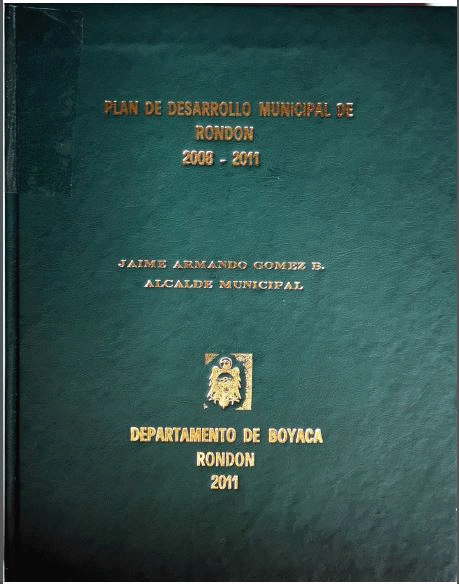 PLAN DE DESARROLLO MUNICIPAL DE
RONDON
2008 - 2011
JAIME ARMANDO GOMEZ B.
ALCALDE MUNICIPAL
DEPARTAMENTO DE BOYACA
RONDON
2011